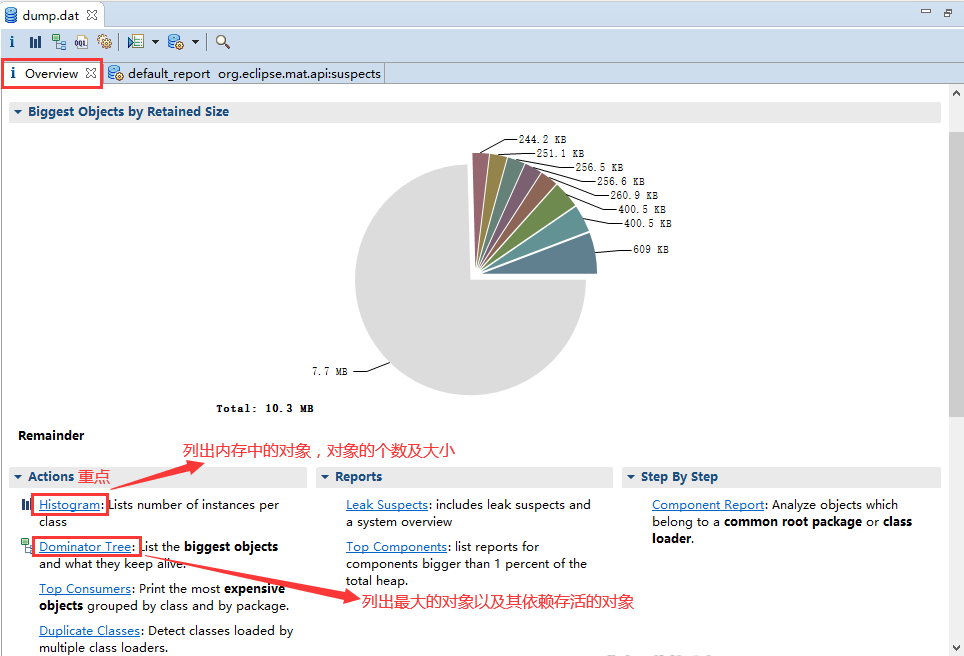 dump.dat
i
OQL
i Overview
default_report org.eclipse.mat.api:suspects
Biggest Objects by Retained Size
244.2 KB
251.1 KB
256.5 KB
256.6 KB
260.9 KB
400.5 KB
400.5 KB
609 KB
7.7 MB
Total: 10.3 MB
Remainder
列出内存中的对象，对象的个数及大小
Actions 重点
Histogram: Lists number of instances per
class
Dominator Tree: List the biggest objects
and what they keep alive.
Top Consumers: Print the most expensive
objects grouped by class and by package.
Duplicate Classes: Detect classes loaded by
multiple class loaders.
Reports
Leak Suspects: includes leak suspects and
a system overview
Top Components: list reports for
components bigger than 1 percent of the
total heap.
列出最大的对象以及其依赖存活的对象
Step By Step
Component Report: Analyze objects which
belong to a common root package or class
loader.